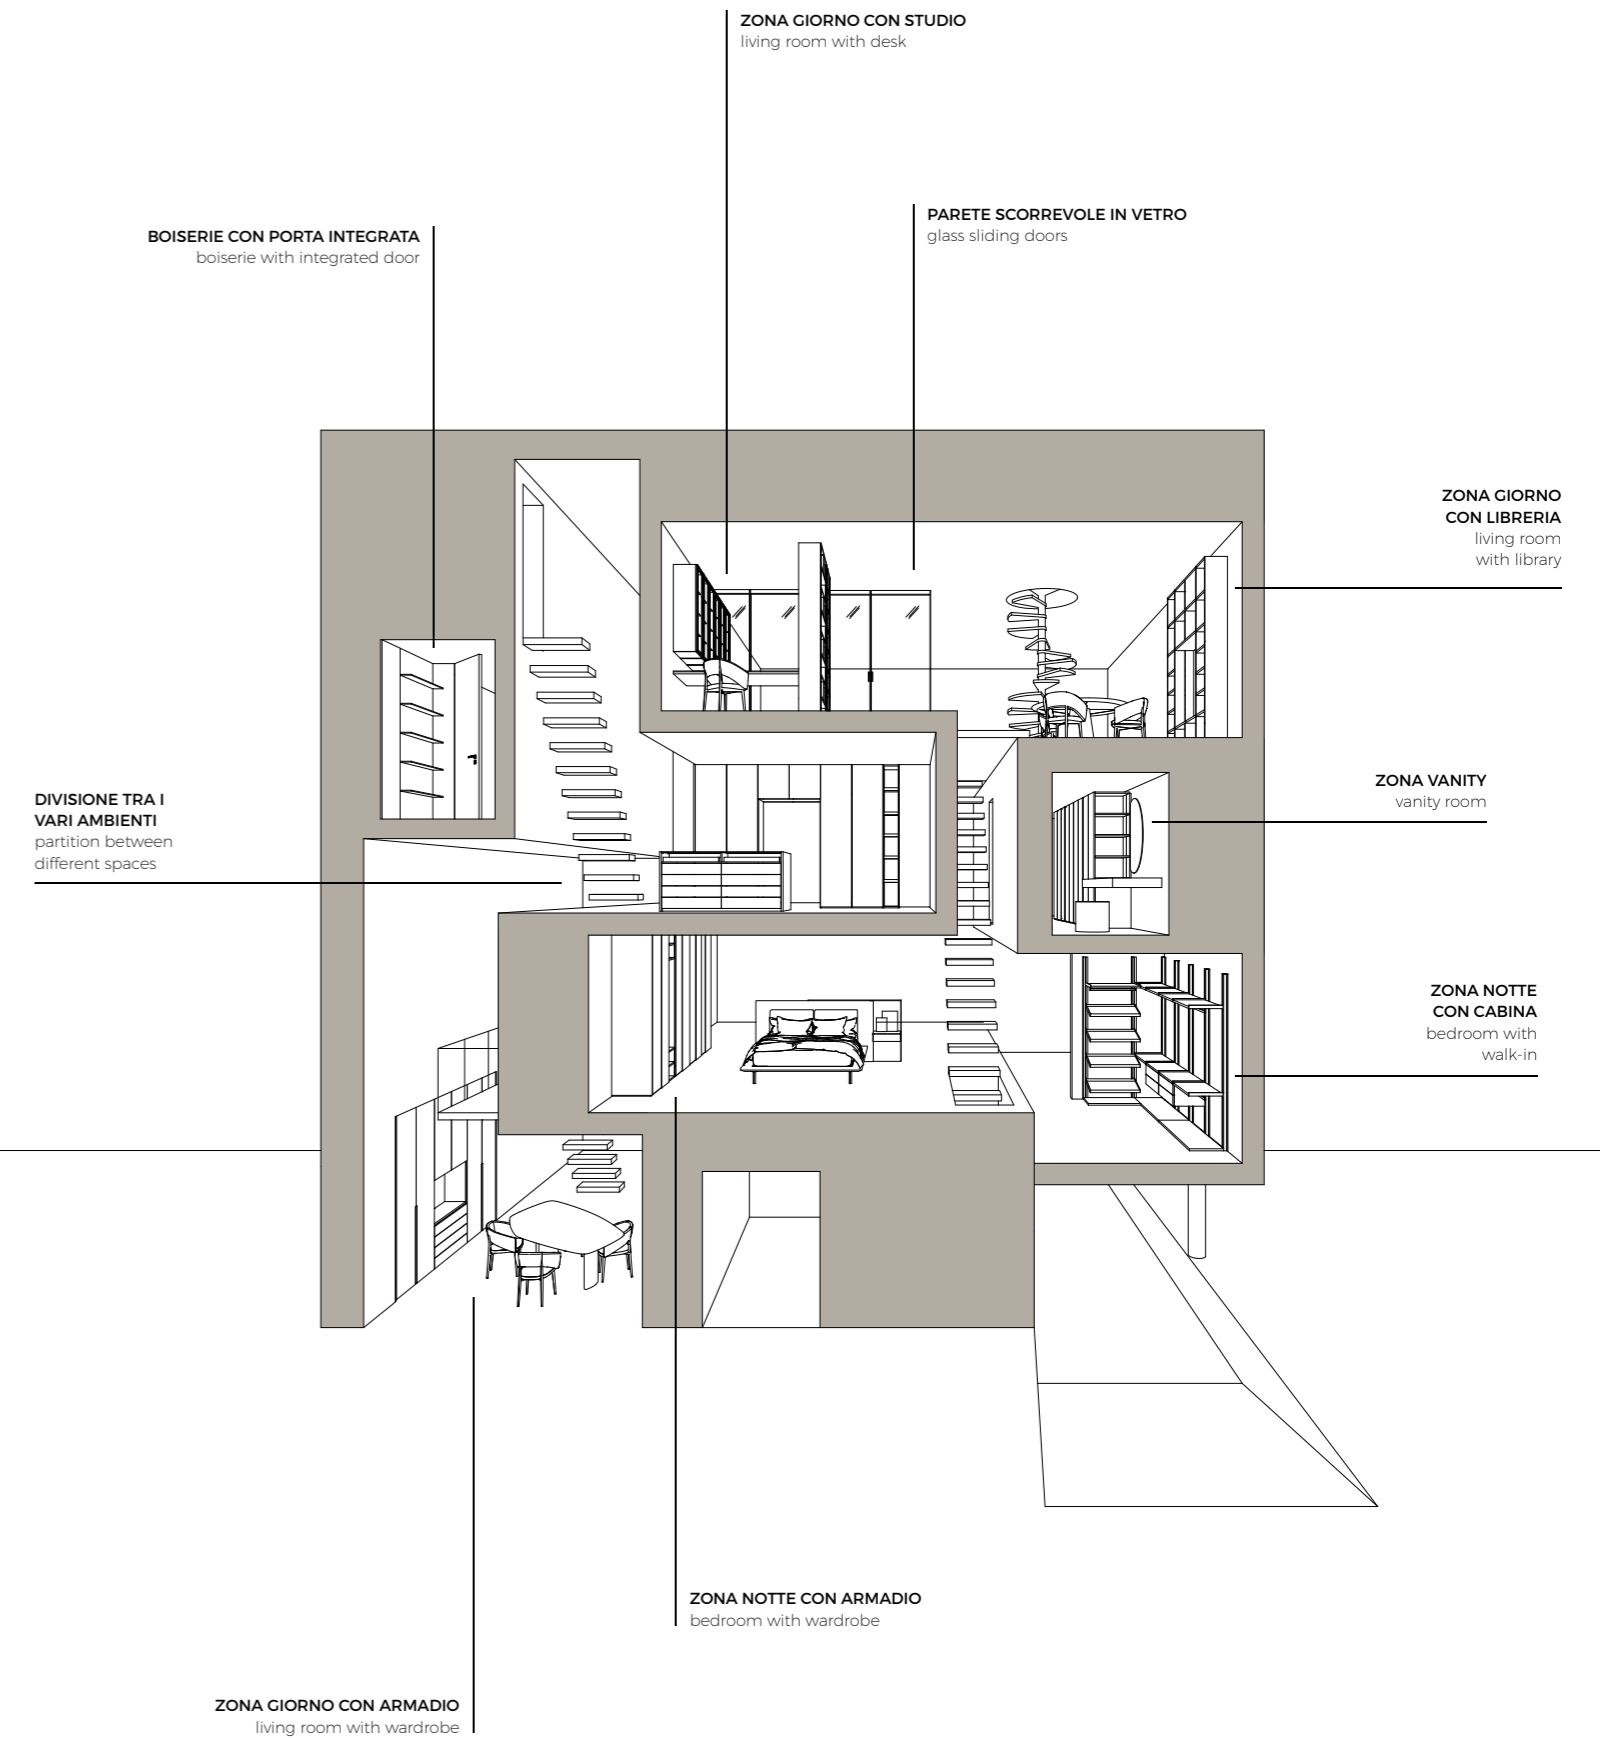 ZONA GIORNO CON STUDIO
living room with desk
PARETE SCORREVOLE IN VETRO
glass sliding doors
BOISERIE CON PORTA INTEGRATA
boiserie with integrated door
ZONA GIORNO
CON LIBRERIA
living room
with library
ZONA VANITY
vanity room
DIVISIONE TRA I
VARI AMBIENTI
partition between
different spaces
ZONA NOTTE
CON CABINA
bedroom with
walk-in
ZONA NOTTE CON ARMADIO
bedroom with wardrobe
ZONA GIORNO CON ARMADIO
living room with wardrobe